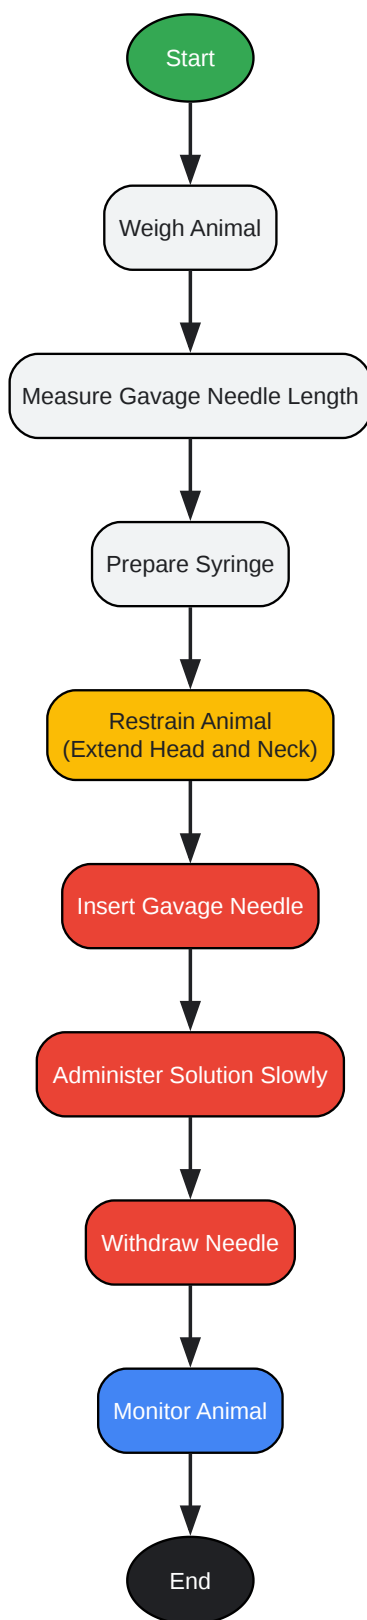 Start
Weigh Animal
Measure Gavage Needle Length
Prepare Syringe
Restrain Animal
(Extend Head and Neck)
Insert Gavage Needle
Administer Solution Slowly
Withdraw Needle
Monitor Animal
End